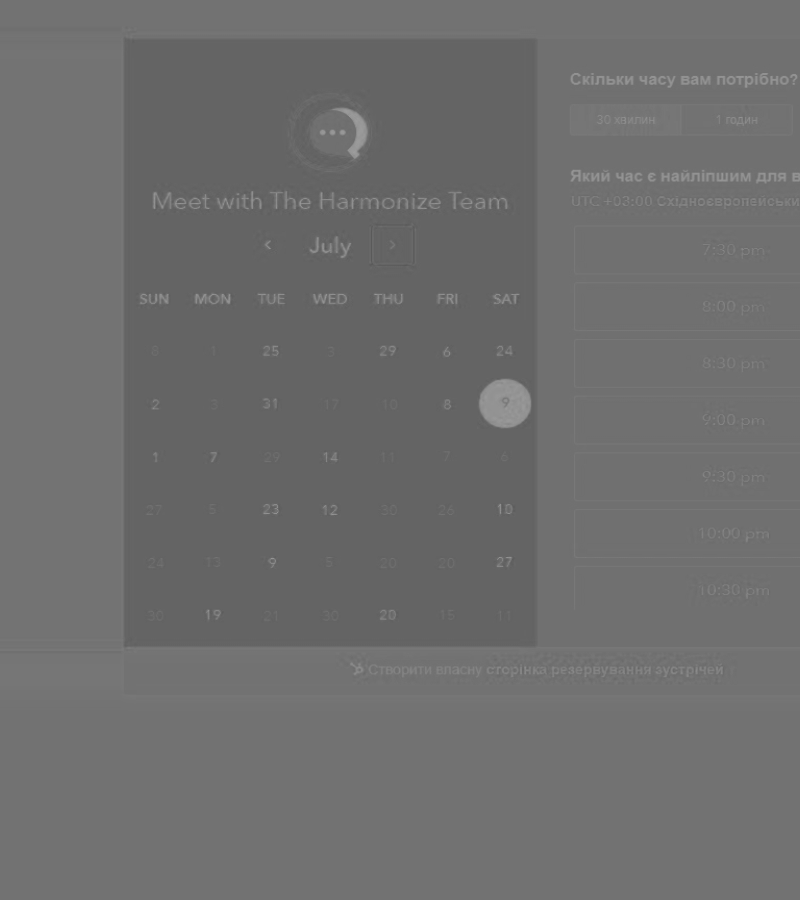 Meet with The Harmonize Team
July
SUN MON TUE WED THU FRI SAT
8 1 25 3 29 6 24
2 3 31 17 10 8 9
1 7 29 14 11 7 6
27 5 23 12 30 26 10
24 13 9 5 20 20 27
30 19 21 30 20 15 11
Скільки часу вам потрібно?
30 хвилин 1 годин
Який час є найліпшим для в
UTC +03:00 Східноєвропейськи
7:30 pm
8:00 pm
8:30 pm
9:00 pm
9:30 pm
10:00 pm
10:30 pm
Створити власну сторінка резервування зустрічей